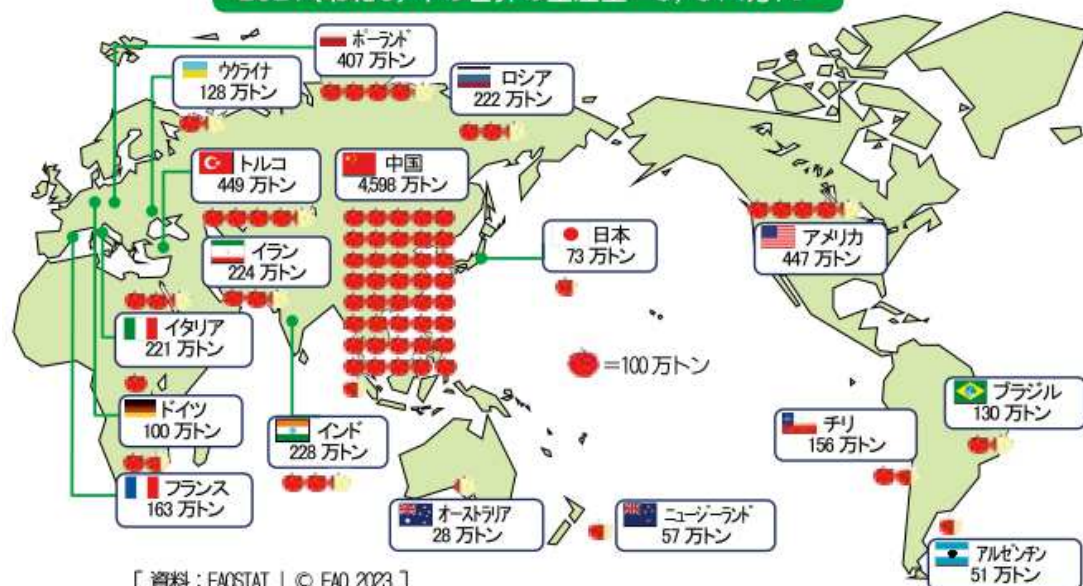 ポーランド
407 万トン
ウクライナ
128 万トン
ロシア
222 万トン
トルコ
449 万トン
中国
4,598 万トン
イラン
224 万トン
日本
73 万トン
アメリカ
447 万トン
イタリア
221 万トン
=100 万トン
ドイツ
100 万トン
インド
228 万トン
チリ
156 万トン
ブラジル
130 万トン
フランス
163 万トン
オーストラリア
28 万トン
ニュージーランド
57 万トン
アルゼンチン
51 万トン
[ 資料:FAOSTAT | © FAO 2023 ]